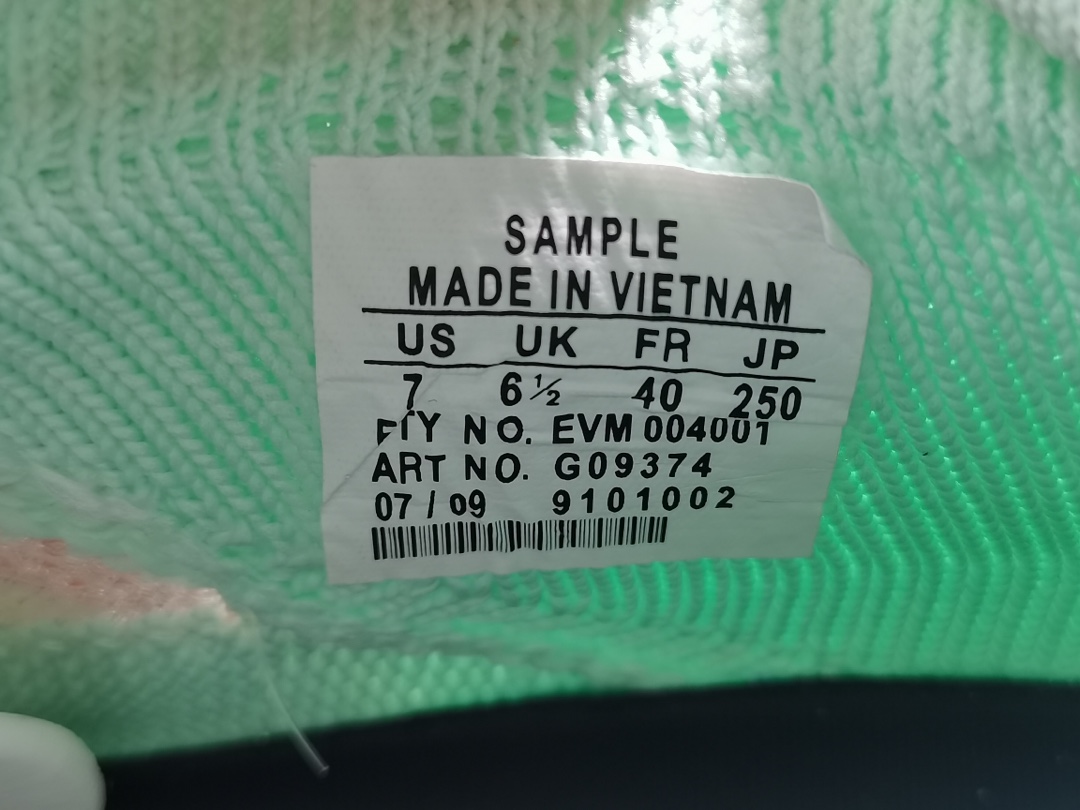 SAMPLE
MADE IN VIETNAM
US UK FR JP
7 6½ 40 250
FTY NO. EVM 004001
ART NO. G09374
07 / 09 9101002